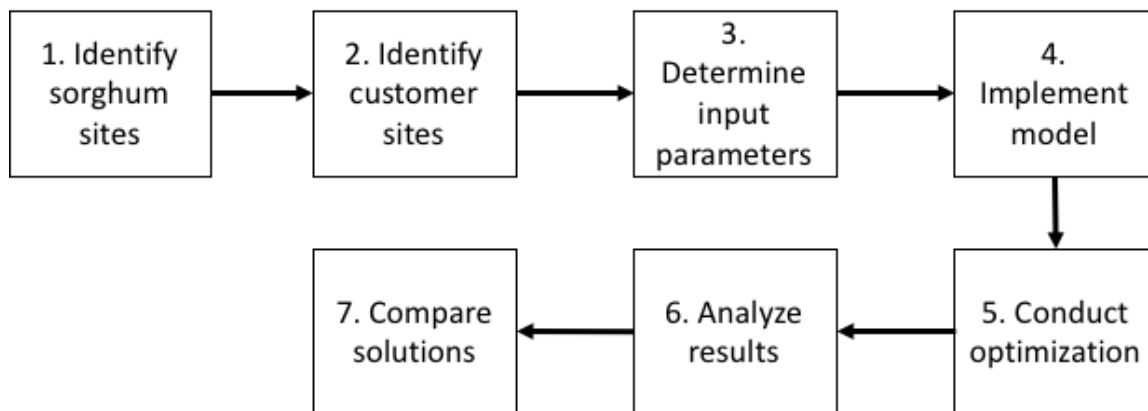 1. Identify
sorghum
sites
2. Identify
customer
sites
3.
Determine
input
parameters
4.
Implement
model
5. Conduct
optimization
6. Analyze
results
7. Compare
solutions